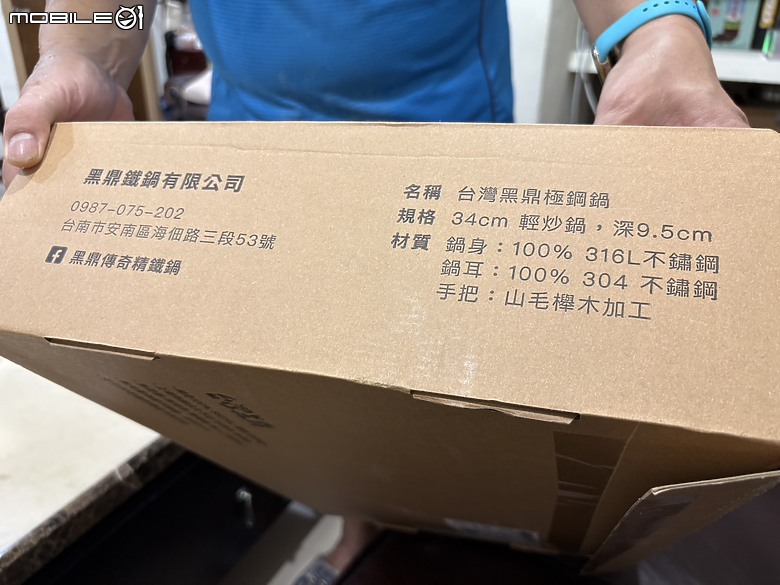 MOBILE01
黑鼎鐵鍋有限公司
0987-075-202
台南市安南區海佃路三段53號
黑鼎傳奇精鐵鍋
名稱 台灣黑鼎極鋼鍋
規格 34cm 輕炒鍋，深9.5cm
材質 鍋身：100% 316L不鏽鋼
鍋耳：100% 304 不鏽鋼
手把：山毛櫸木加工